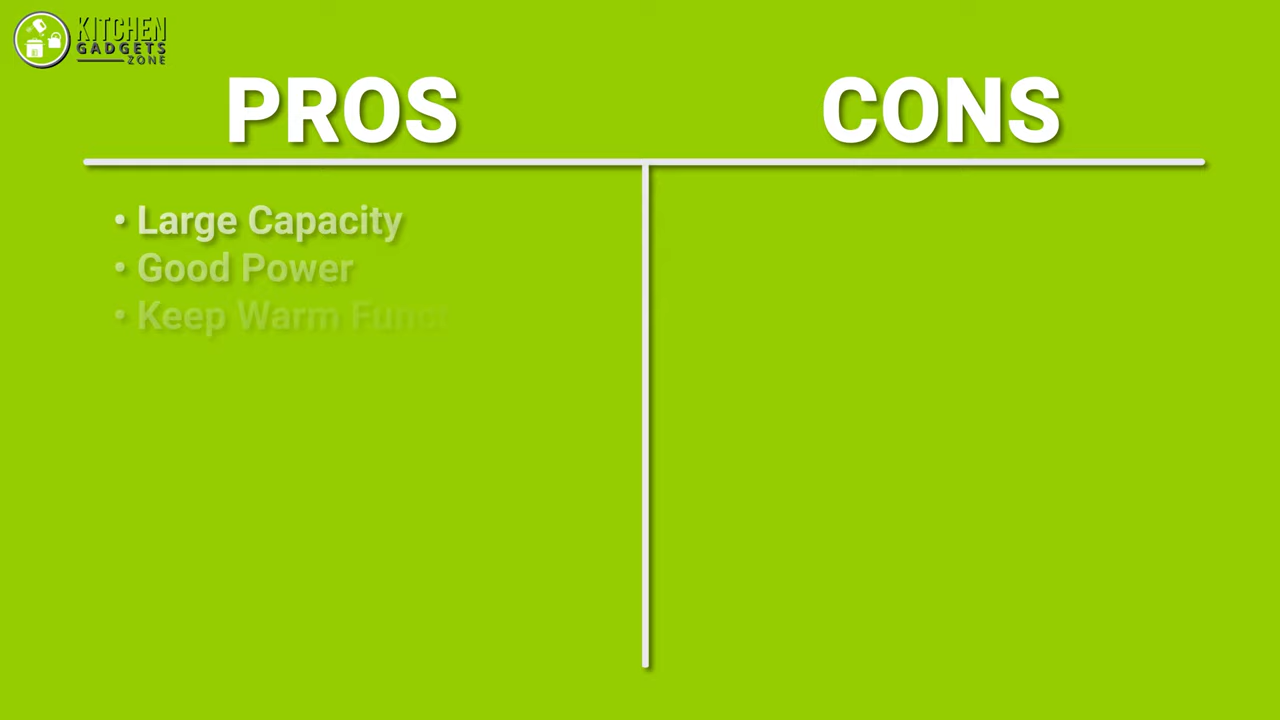 KITCHEN
GADGETS
ZONE
PROS
CONS
• Large Capacity
• Good Power
• Keep Warm